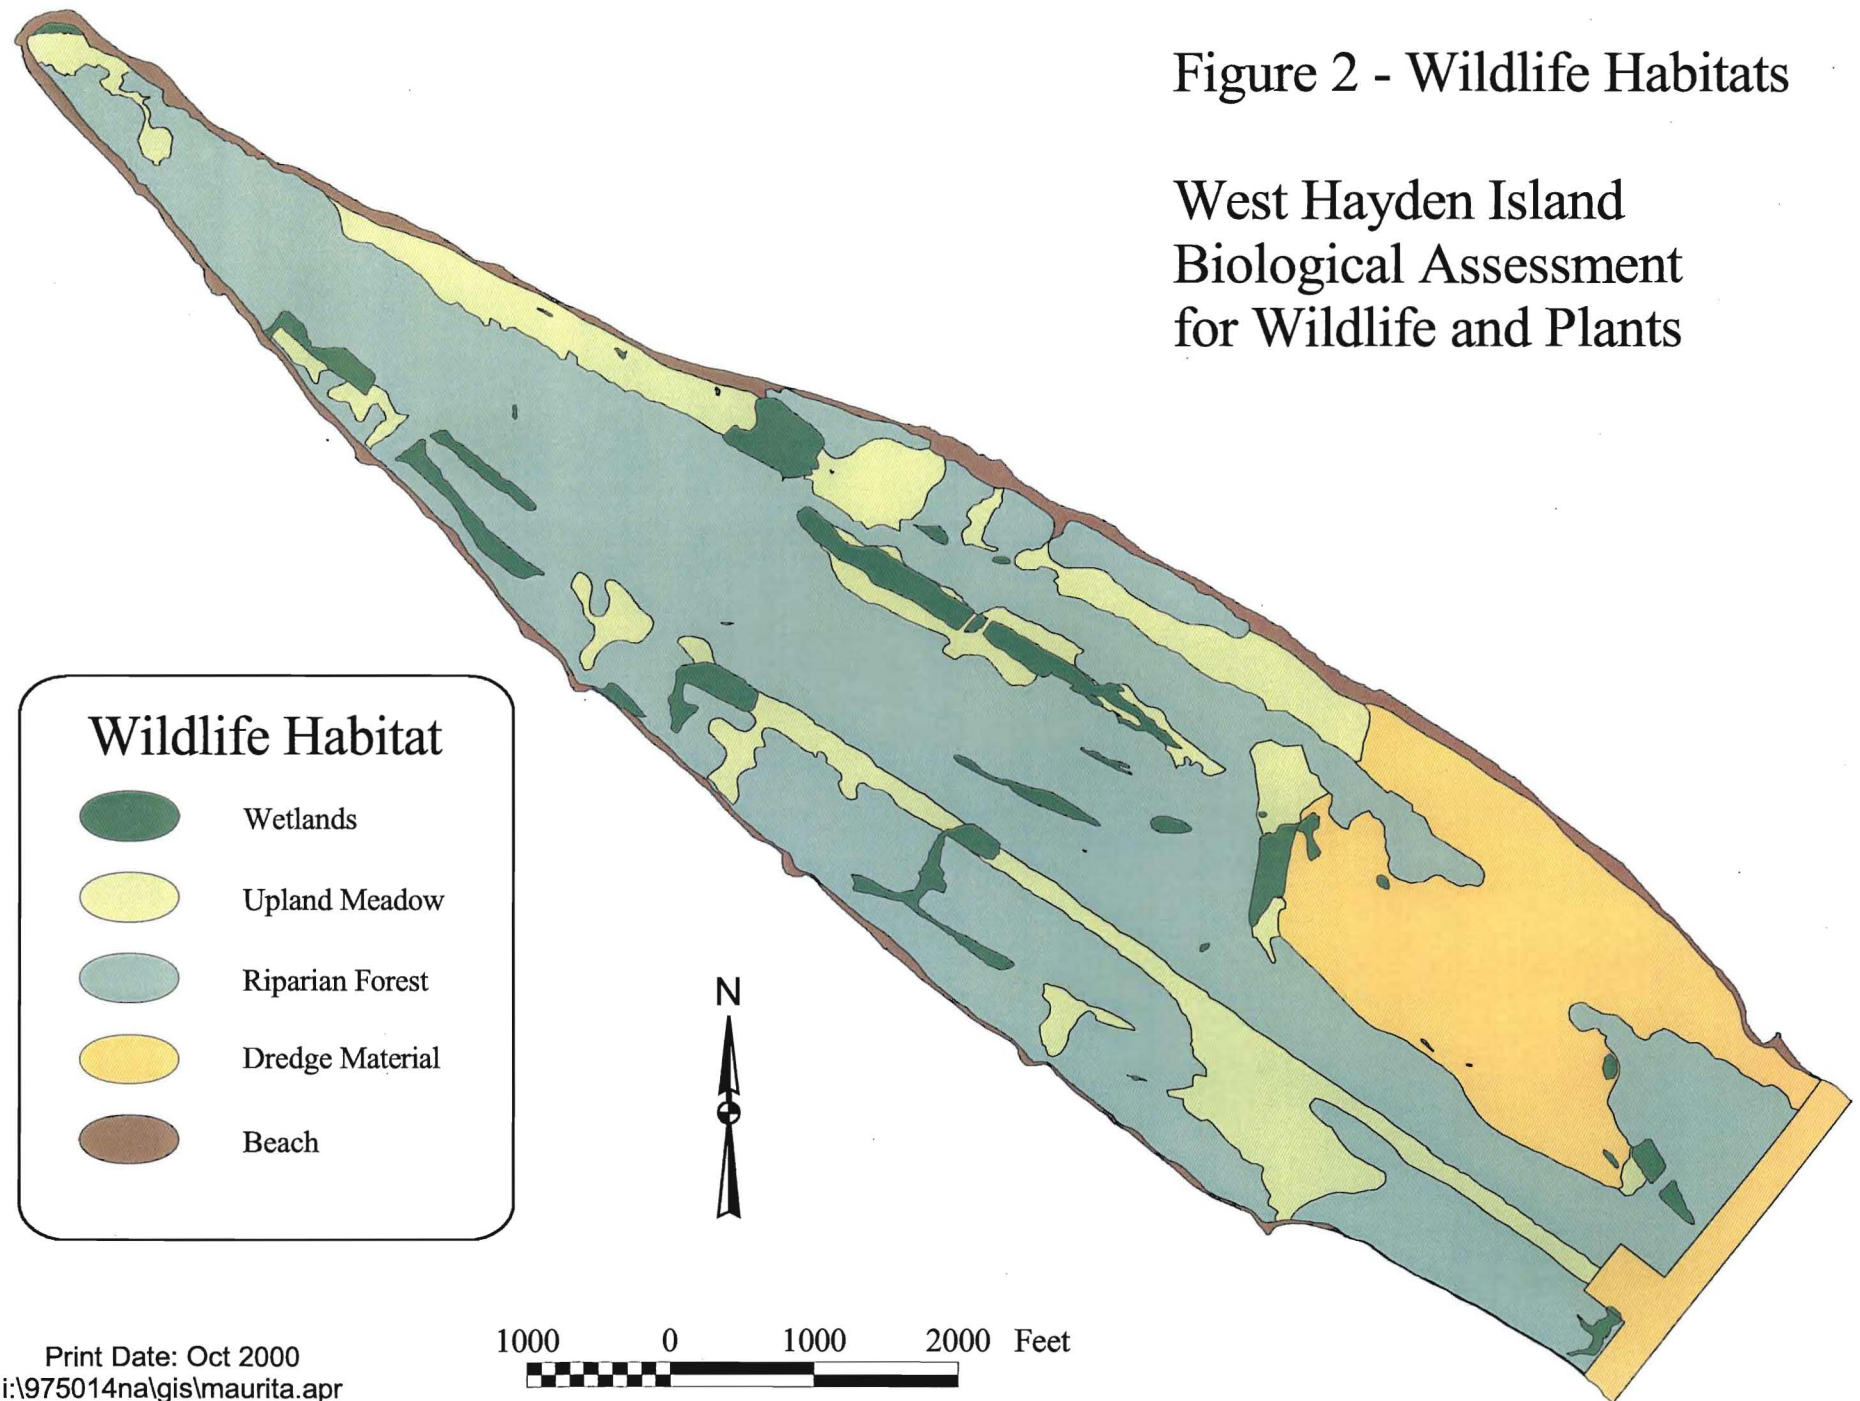 Figure 2 - Wildlife Habitats
West Hayden Island
Biological Assessment
for Wildlife and Plants
Wildlife Habitat
Wetlands
Upland Meadow
Riparian Forest
Dredge Material
Beach
N
1000 0 1000 2000 Feet
Print Date: Oct 2000
i:\975014na\gis\maurita.apr